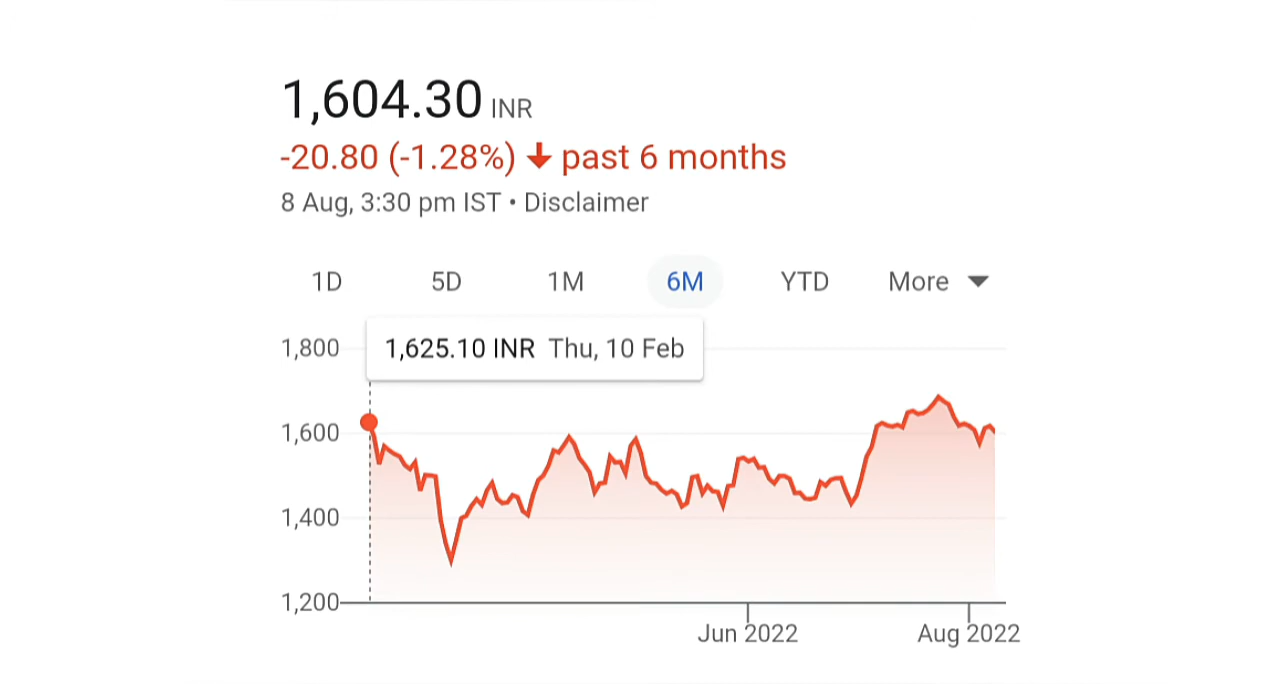 1,604.30 INR
-20.80 (-1.28%) ↓ past 6 months
8 Aug, 3:30 pm IST • Disclaimer
1D 5D 1M 6M YTD More
1,800
1,625.10 INR Thu, 10 Feb
1,600
1,400
1,200
Jun 2022 Aug 2022